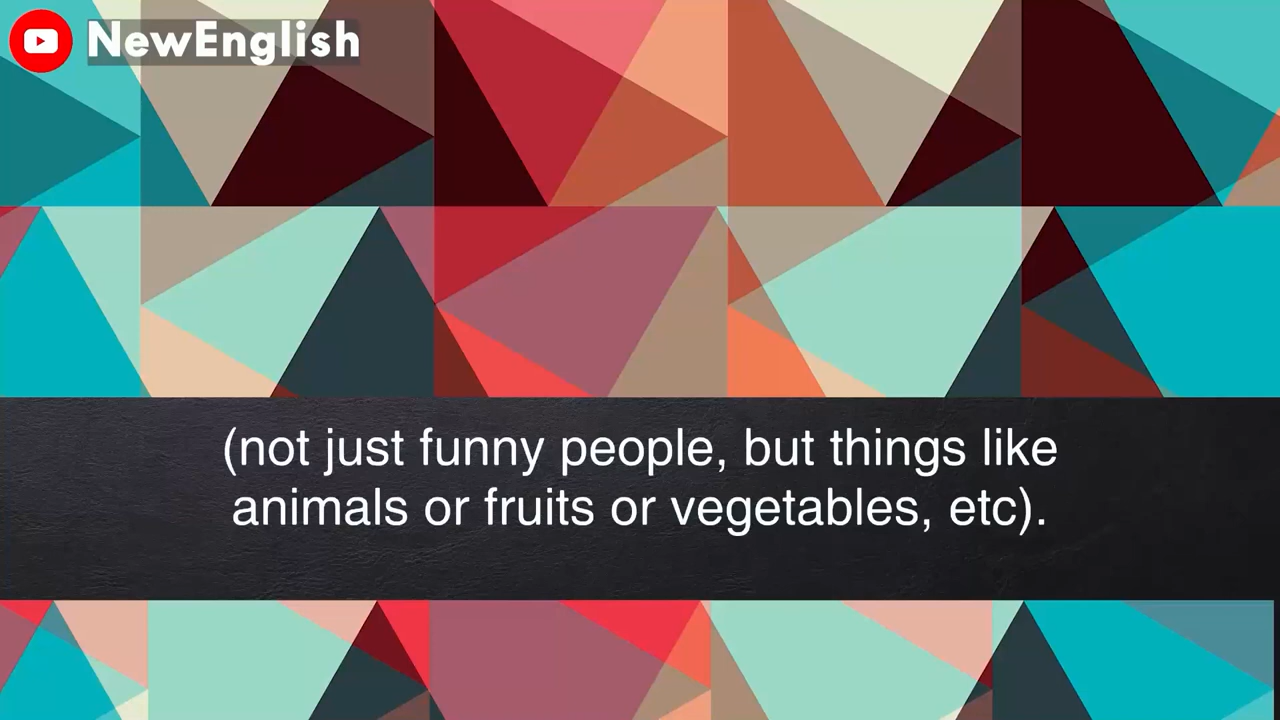 NewEnglish
(not just funny people, but things like
animals or fruits or vegetables, etc).